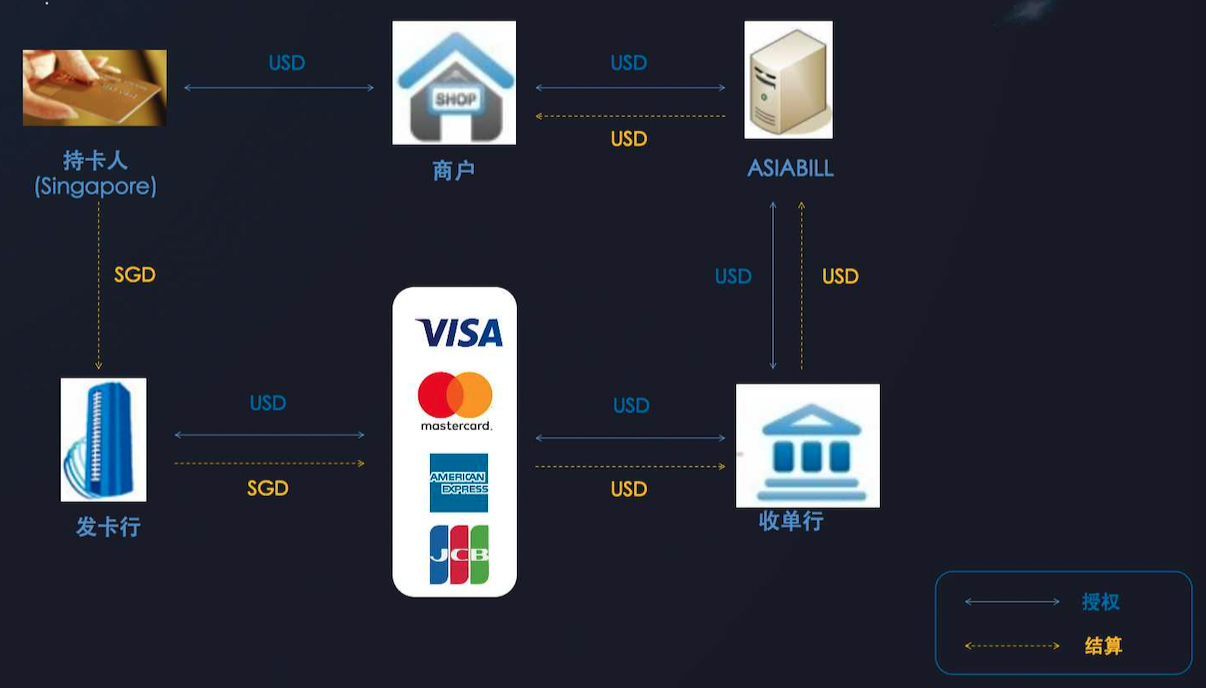 USD
SHOP
USD
USD
持卡人
(Singapore)
商户
ASIABILL
SGD
USD
USD
VISA
mastercard.
AMERICAN
EXPRESS
JCB
USD
SGD
USD
USD
发卡行
收单行
授权
结算